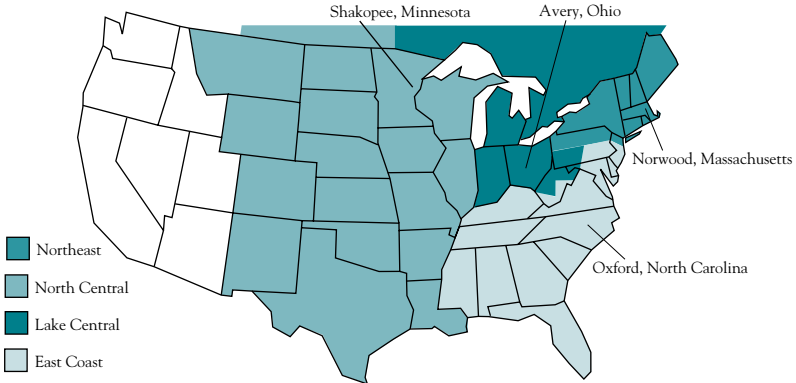 Shakopee, Minnesota
Avery, Ohio
Norwood, Massachusetts
Oxford, North Carolina
Northeast
North Central
Lake Central
East Coast